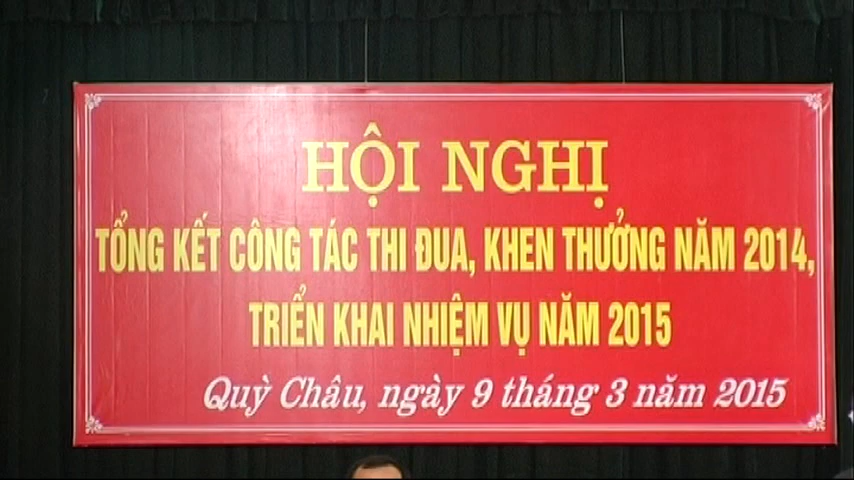 HỘI NGHỊ
TỔNG KẾT CÔNG TÁC THI ĐUA, KHEN THƯỞNG NĂM 2014,
TRIỂN KHAI NHIỆM VỤ NĂM 2015
Quỳ Châu, ngày 9 tháng 3 năm 2015